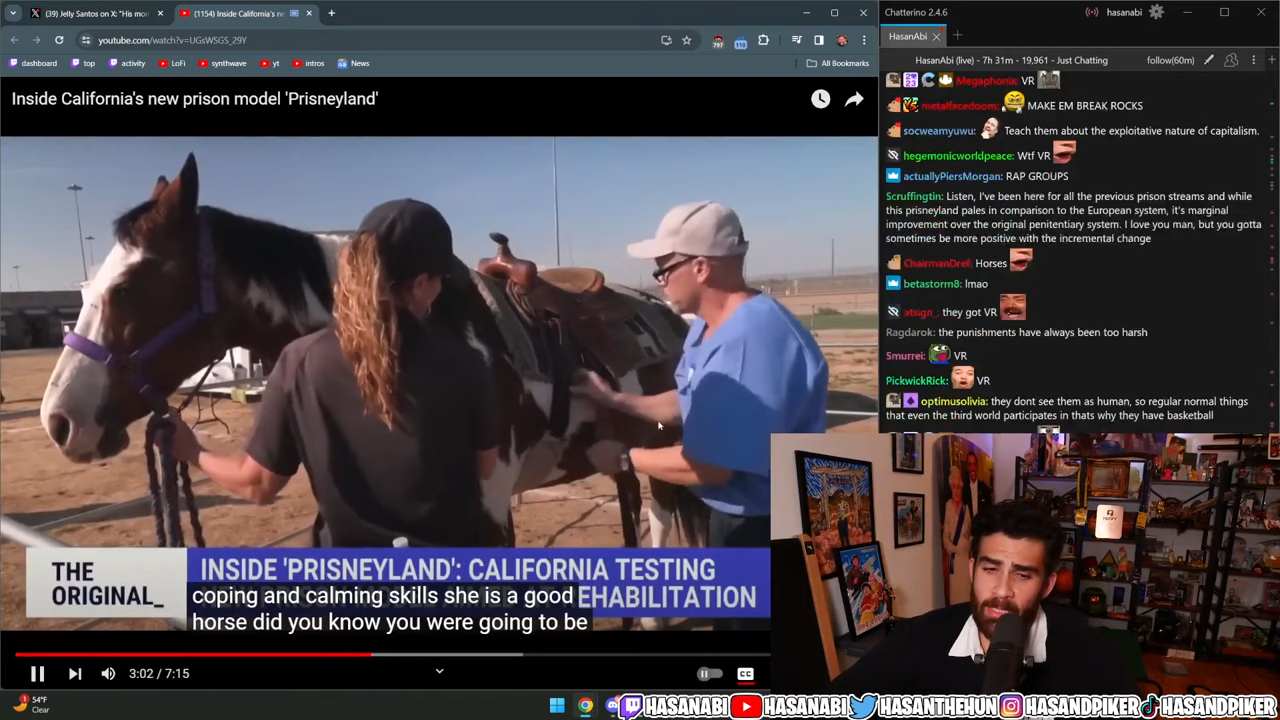 (39) Jelly Santos on X: "His mom
(1154) Inside California's ne
youtube.com/watch?v=UGsWSGS_29Y
797
110
dashboard
top
activity
LoFi
synthwave
yt
intros
News
All Bookmarks
Inside California's new prison model 'Prisneyland'
THE
ORIGINAL_
INSIDE 'PRISNEYLAND': CALIFORNIA TESTING
EHABILITATION
coping and calming skills she is a good
horse did you know you were going to be
3:02 / 7:15
CC
54°F
Clear
Chatterino 2.4.6
hasanabi
HasanAbi
HasanAbi (live) - 7h 31m - 19,961 - Just Chatting
follow(60m)
Megaphonix: VR
metalfacedoom: MAKE EM BREAK ROCKS
socweamyuwu: Teach them about the exploitative nature of capitalism.
hegemonicworldpeace: Wtf VR
actuallyPiersMorgan: RAP GROUPS
Scruffingtin: Listen, I've been here for all the previous prison streams and while
this prisneyland pales in comparison to the European system, it's marginal
improvement over the original penitentiary system. I love you man, but you gotta
sometimes be more positive with the incremental change
ChairmanDref: Horses
betastorm8: lmao
atsign_: they got VR
Ragdarok: the punishments have always been too harsh
Smurrei: VR
PickwickRick: VR
optimusolivia: they dont see them as human, so regular normal things
that even the third world participates in thats why they have basketball
HASANABI
HASANABI
HASANTHEHUN
HASANDPIKER
HASANDPIKER